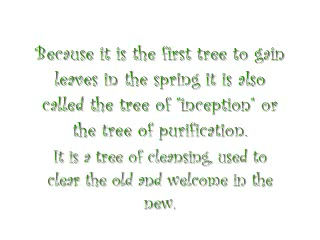 Because it is the first tree to gain
leaves in the spring it is also
called the tree of "inception" or
the tree of purification.
It is a tree of cleansing, used to
clear the old and welcome in the
new.